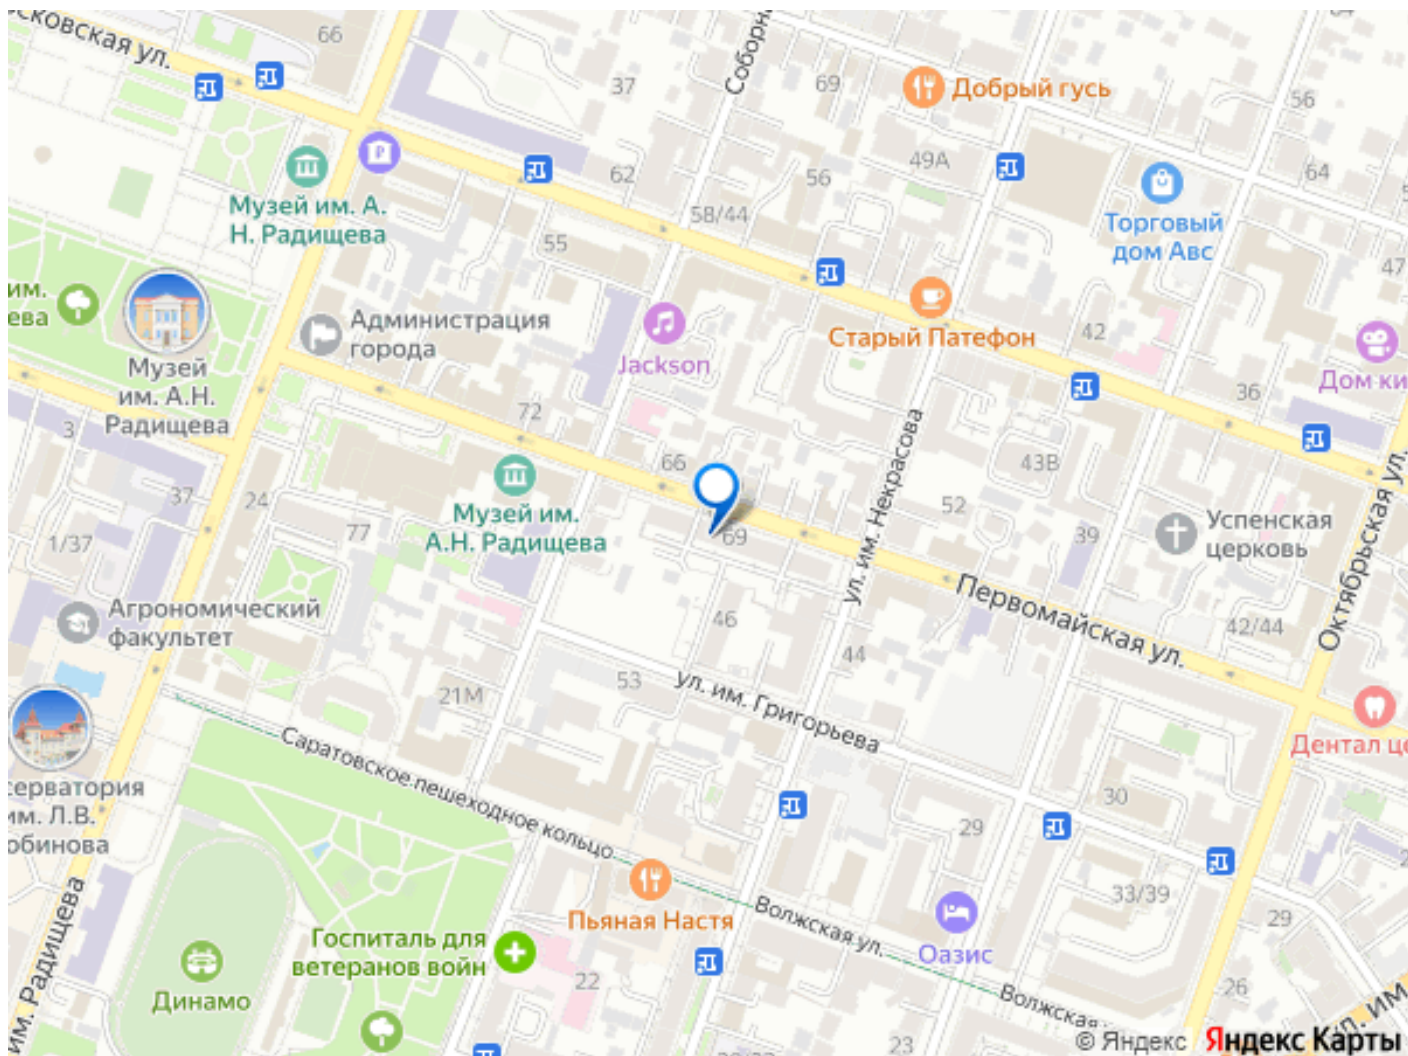 сковская ул.
66
37
Соборн
69
Добрый гусь
56
49А
64
62
56
Музей им. А.
Н. Радищева
58/44
55
Торговый
дом Авс
47
им.
ева
Администрация
города
Jackson
Старый Патефон
42
Музей
им. А.Н.
Радищева
Дом ки
36
72
3
66
43В
ул. им. Некрасова
Октябрьская ул.
37
24
Музей им.
А.Н. Радищева
77
69
52
39
Успенская
церковь
1/37
Агрономический
факультет
Первомайская ул.
46
42/44
44
53
21М
ул. им. Григорьева
Саратовское пешеходное кольцо
Дентал це
серватория
им. Л.В.
обинова
30
29
33/39
Пьяная Настя
Волжская ул.
29
Оазис
Госпиталь для
ветеранов войн
22
26
Динамо
им. Радищева
Волжская
ул. им
23
© Яндекс Яндекс Карты